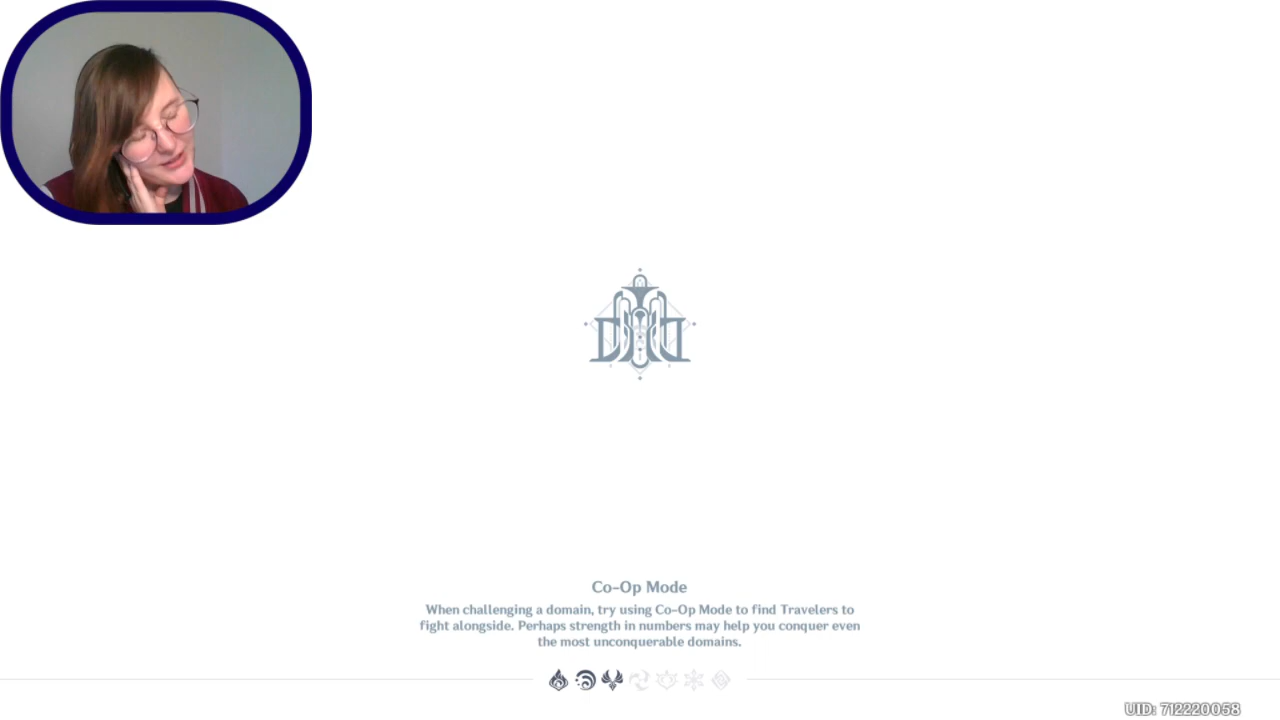 Co-Op Mode
When challenging a domain, try using Co-Op Mode to find Travelers to
fight alongside. Perhaps strength in numbers may help you conquer even
the most unconquerable domains.
UID: 712220058